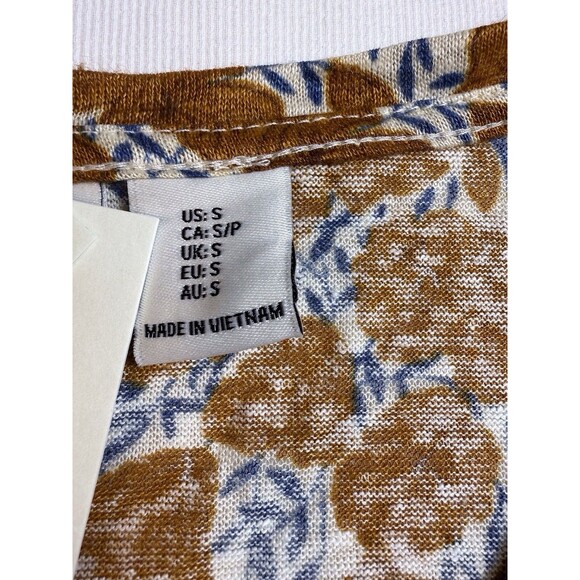 US: S
CA: S/P
UK: S
EU: S
AU: S
MADE IN VIETNAM